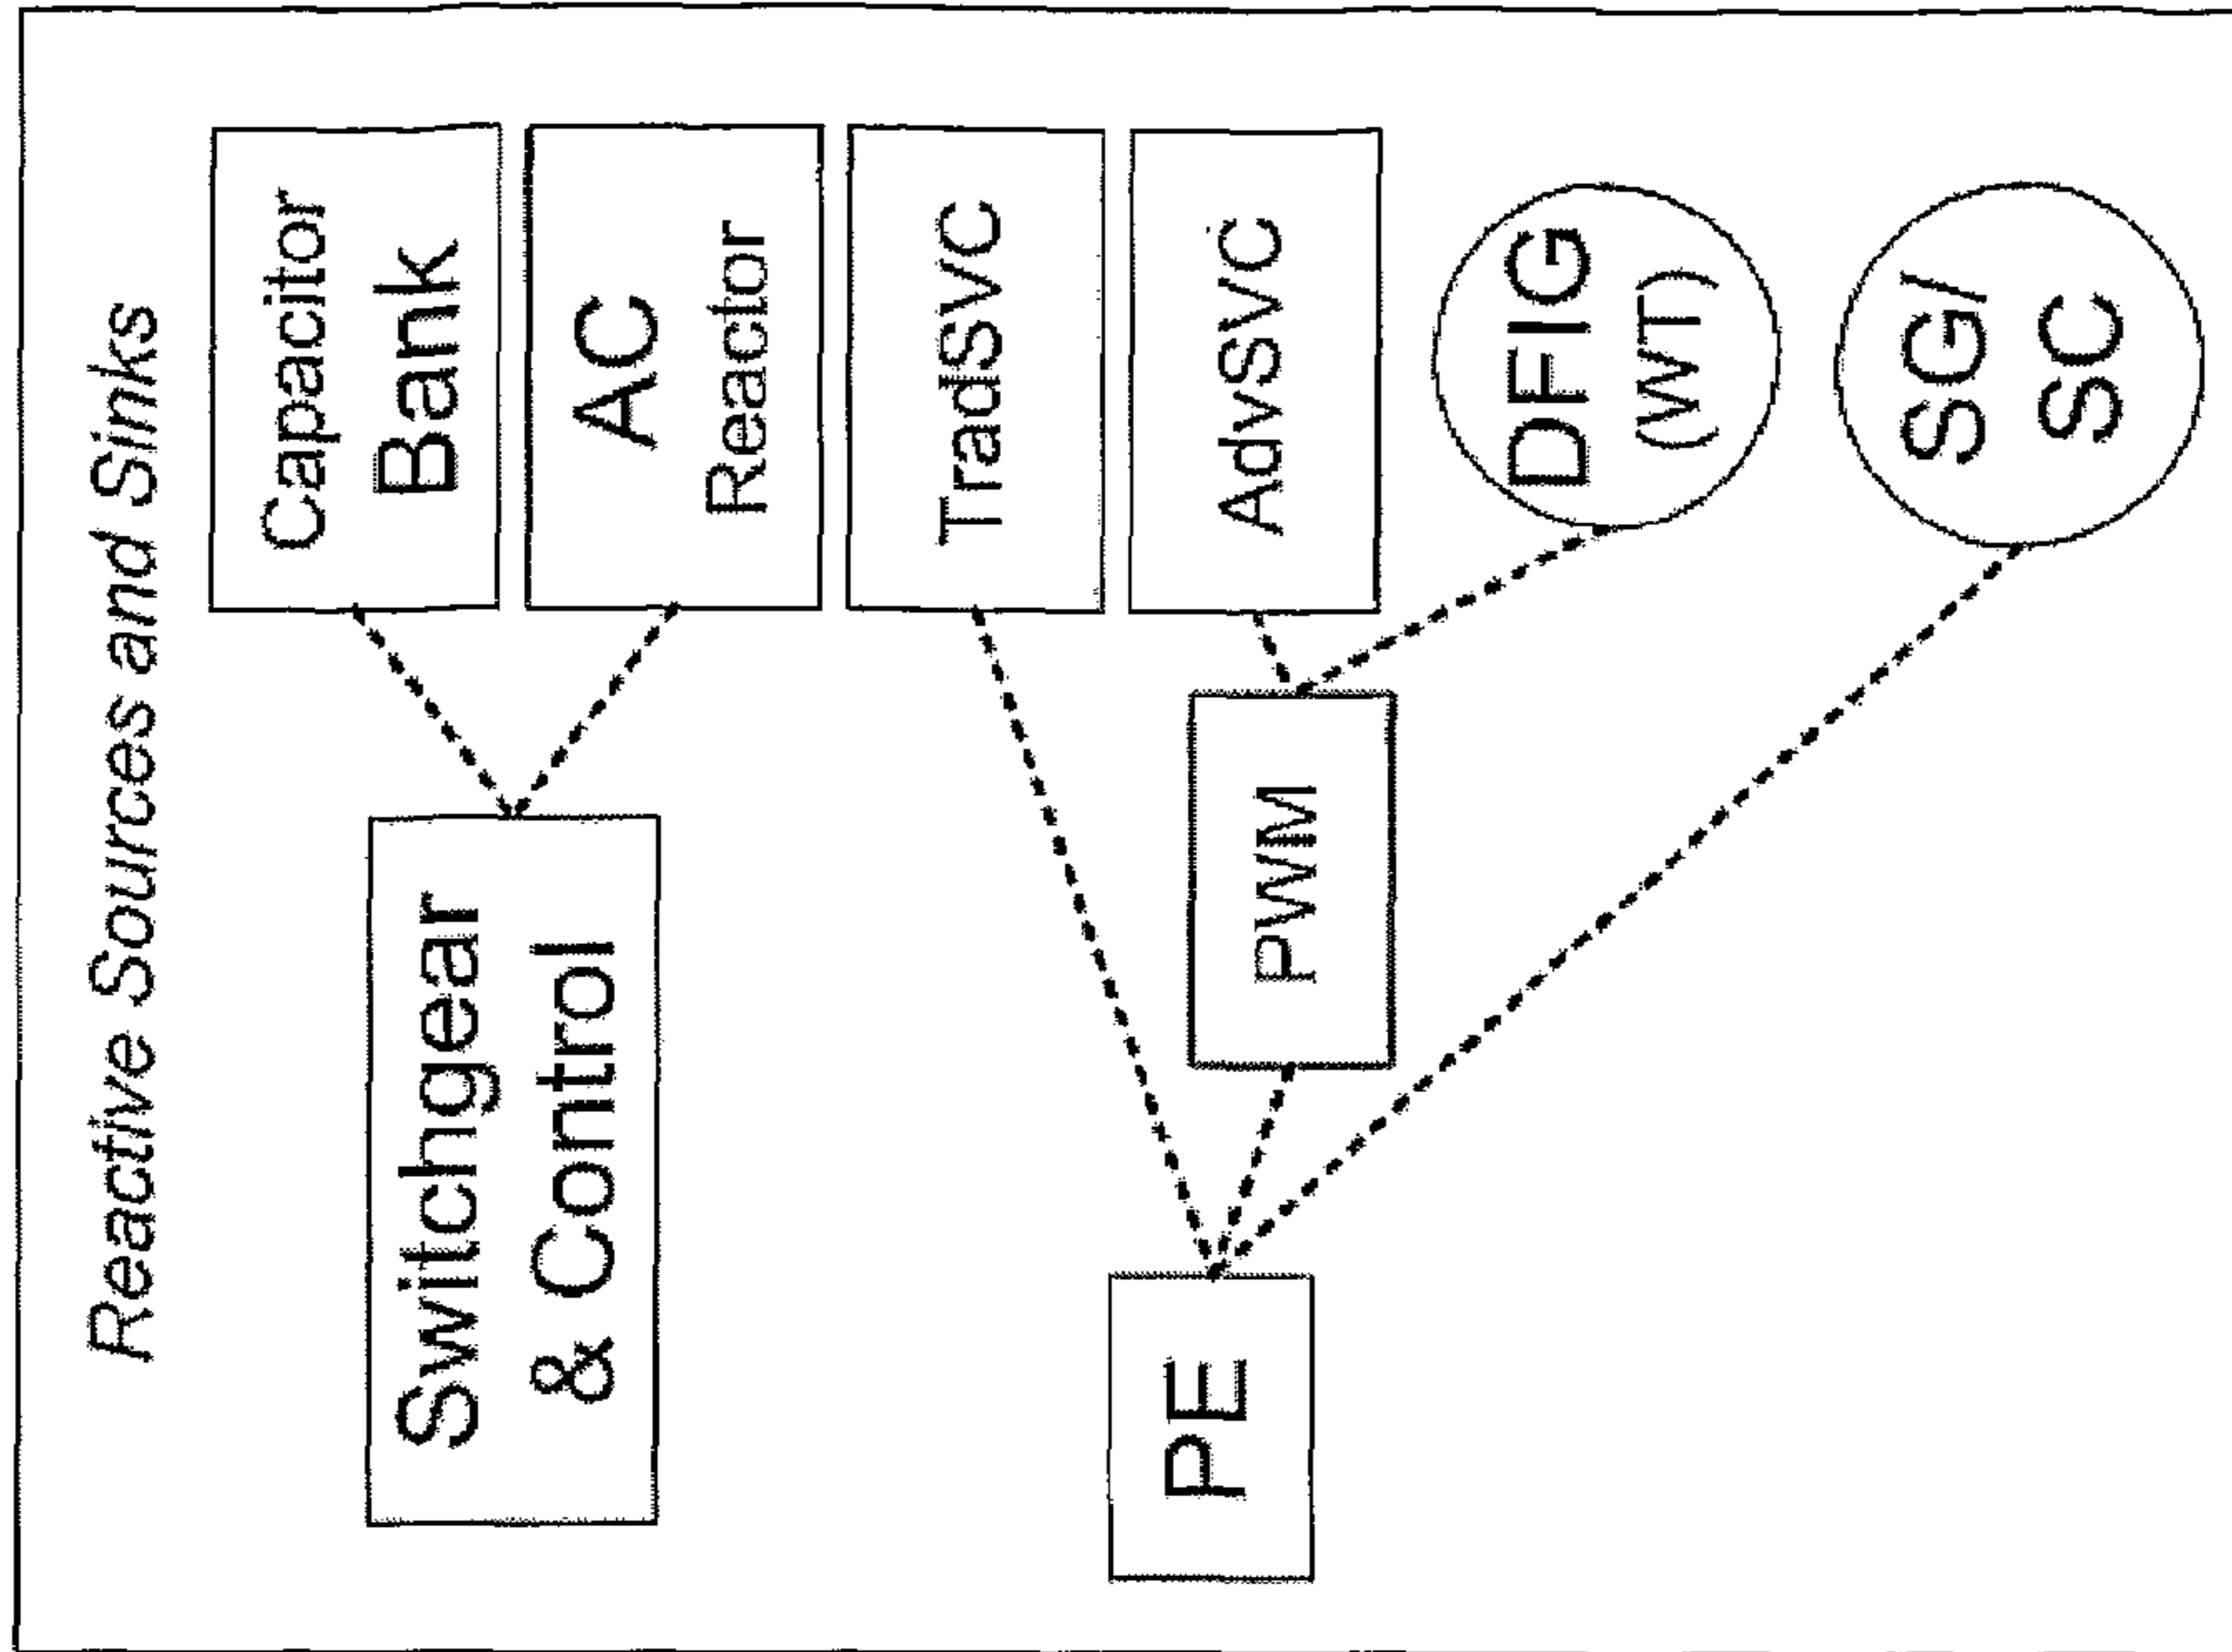 Reactive Sources and Sinks
Switchgear
& Control
Capacitor
Bank
AC
Reactor
TradSVC
PE
PWM
AdvSVC
DFIG
(WT)
SG/
SC